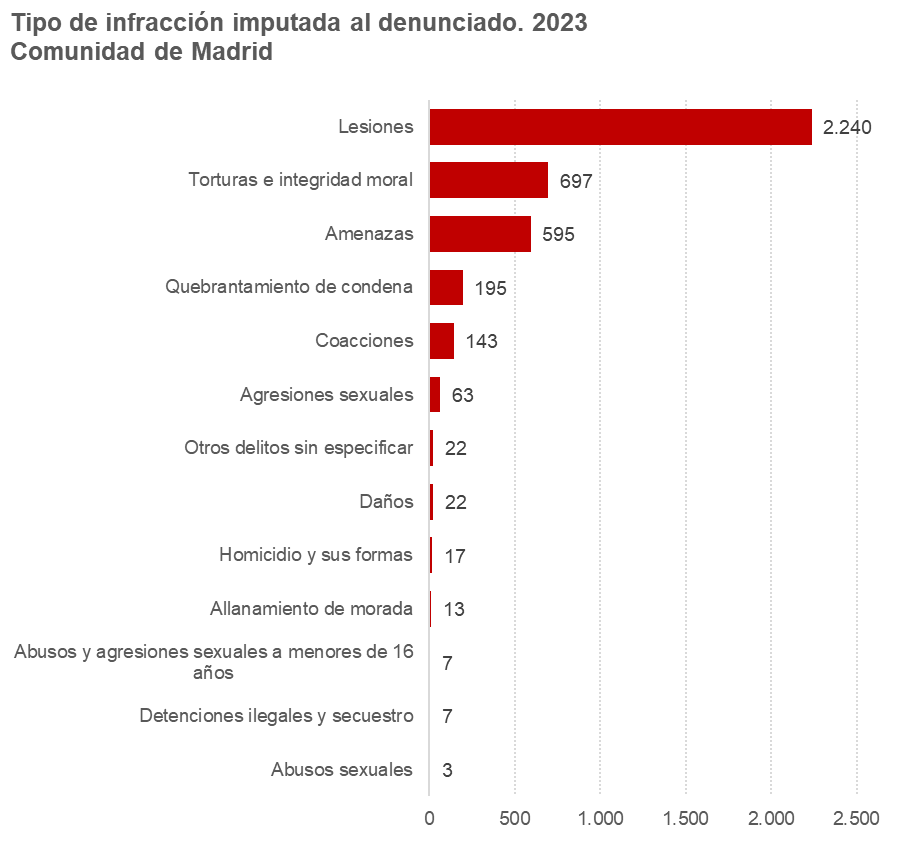 Tipo de infracción imputada al denunciado. 2023
Comunidad de Madrid
Lesiones 2.240
Torturas e integridad moral 697
Amenazas 595
Quebrantamiento de condena 195
Coacciones 143
Agresiones sexuales 63
Otros delitos sin especificar 22
Daños 22
Homicidio y sus formas 17
Allanamiento de morada 13
Abusos y agresiones sexuales a menores de 16
años 7
Detenciones ilegales y secuestro 7
Abusos sexuales 3
0 500 1.000 1.500 2.000 2.500